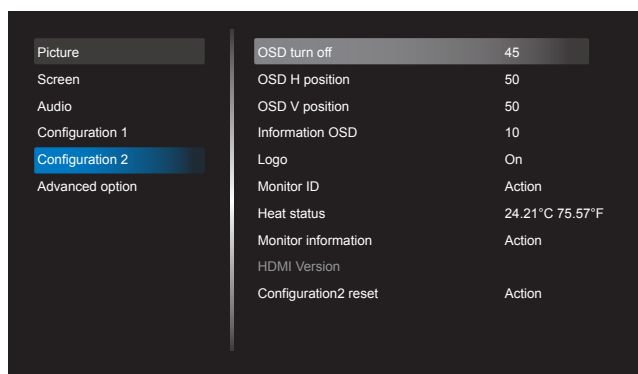 Picture
Screen
Audio
Configuration 1
Configuration 2
Advanced option
OSD turn off 45
OSD H position 50
OSD V position 50
Information OSD 10
Logo On
Monitor ID Action
Heat status 24.21°C 75.57°F
Monitor information Action
HDMI Version
Configuration2 reset Action